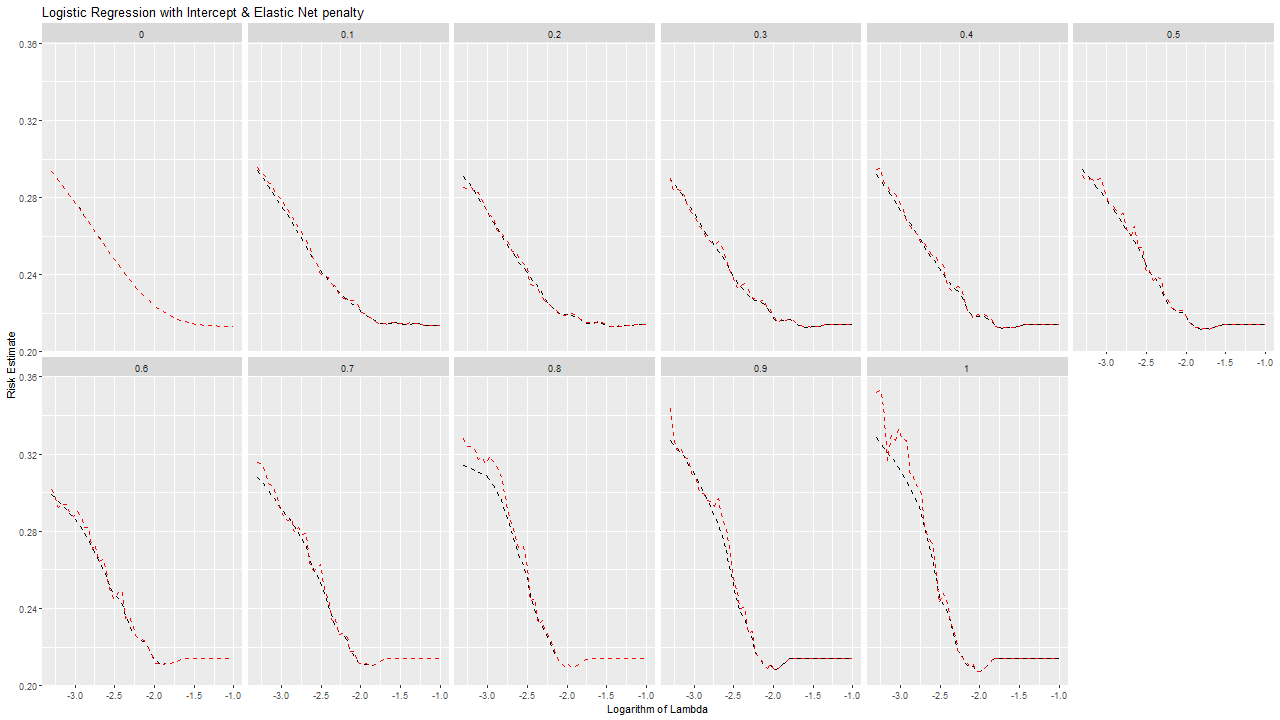 Logistic Regression with Intercept & Elastic Net penalty
0 0.1 0.2 0.3 0.4 0.5
0.36
0.32
0.28
0.24
0.20
-3.0 -2.5 -2.0 -1.5 -1.0
0.6 0.7 0.8 0.9 1
0.36
0.32
0.28
0.24
0.20
-3.0 -2.5 -2.0 -1.5 -1.0 -3.0 -2.5 -2.0 -1.5 -1.0 -3.0 -2.5 -2.0 -1.5 -1.0 -3.0 -2.5 -2.0 -1.5 -1.0 -3.0 -2.5 -2.0 -1.5 -1.0
Risk Estimate
Logarithm of Lambda